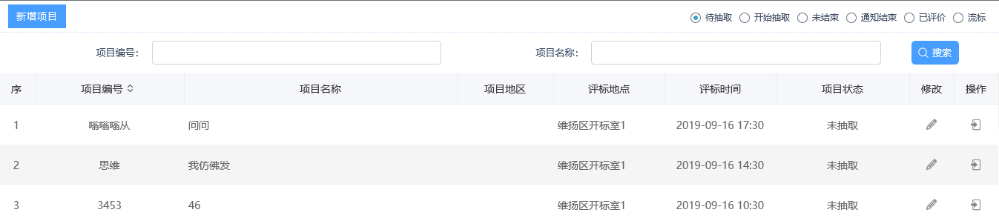 新增项目 待抽取 开始抽取 未结束 通知结束 已评价 流标
项目编号: 项目名称: 搜索
序 项目编号 项目名称 项目地区 评标地点 评标时间 项目状态 修改 操作
1 嗡嗡嗡从 问问 维扬区开标室1 2019-09-16 17:30 未抽取
2 思维 我仿佛发 维扬区开标室1 2019-09-16 14:30 未抽取
3 3453 46 维扬区开标室1 2019-09-16 10:30 未抽取